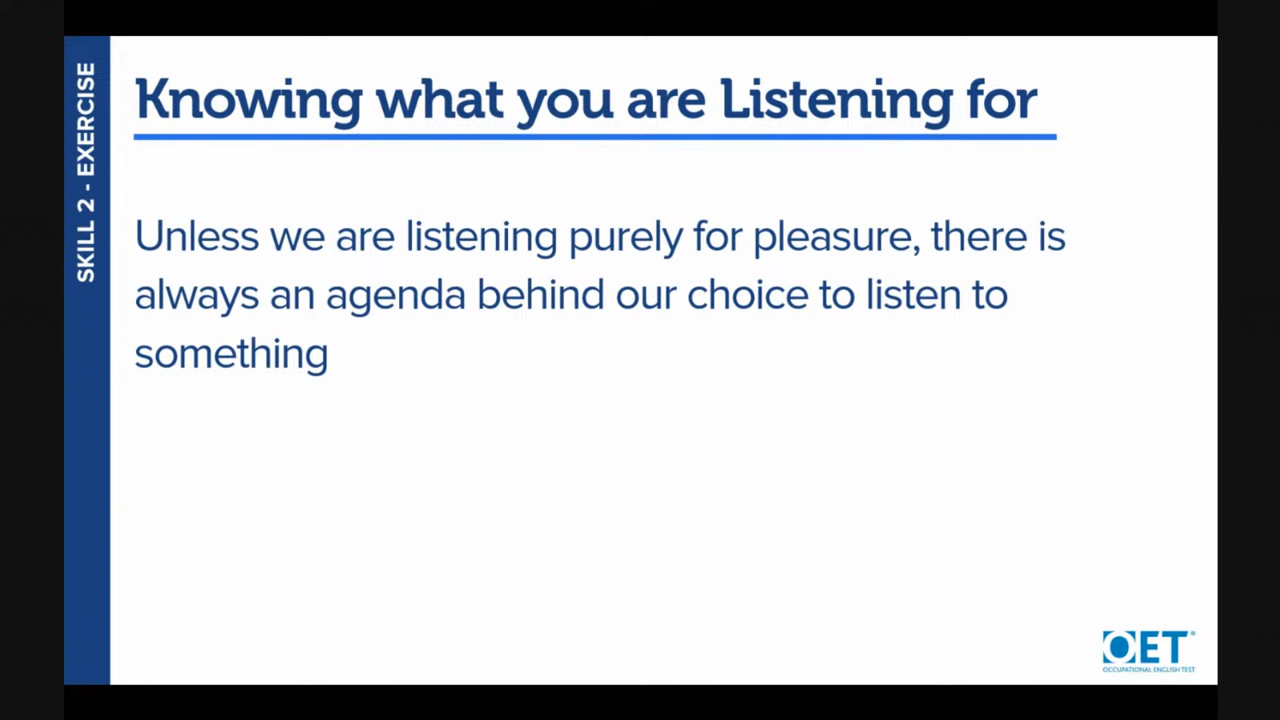 SKILL 2 - EXERCISE
Knowing what you are Listening for
Unless we are listening purely for pleasure, there is
always an agenda behind our choice to listen to
something
OET®
OCCUPATIONAL ENGLISH TEST